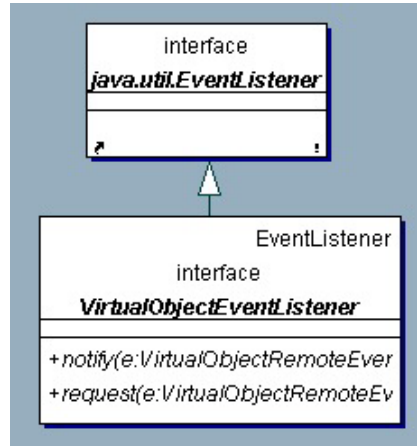 interface
java.util.EventListener
!
EventListener
interface
VirtualObjectEventListener
+notify(e:VirtualObjectRemoteEver
+request(e:VirtualObjectRemoteEv